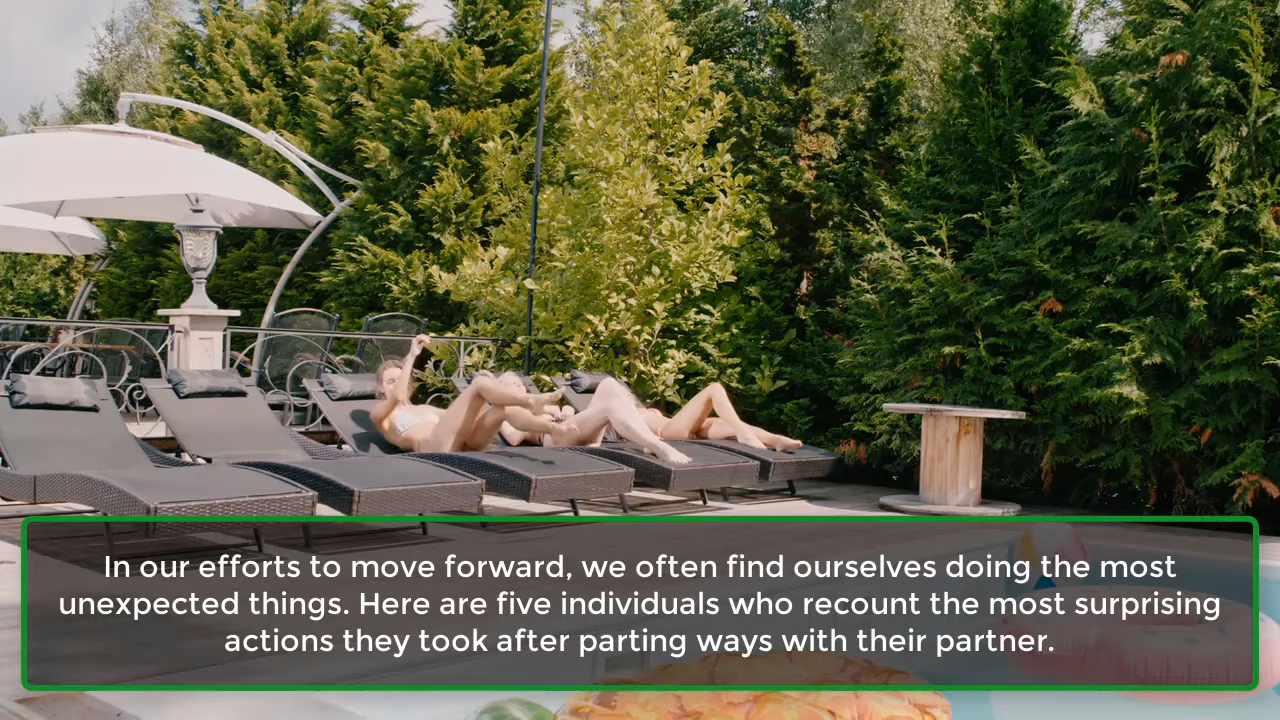 In our efforts to move forward, we often find ourselves doing the most
unexpected things. Here are five individuals who recount the most surprising
actions they took after parting ways with their partner.